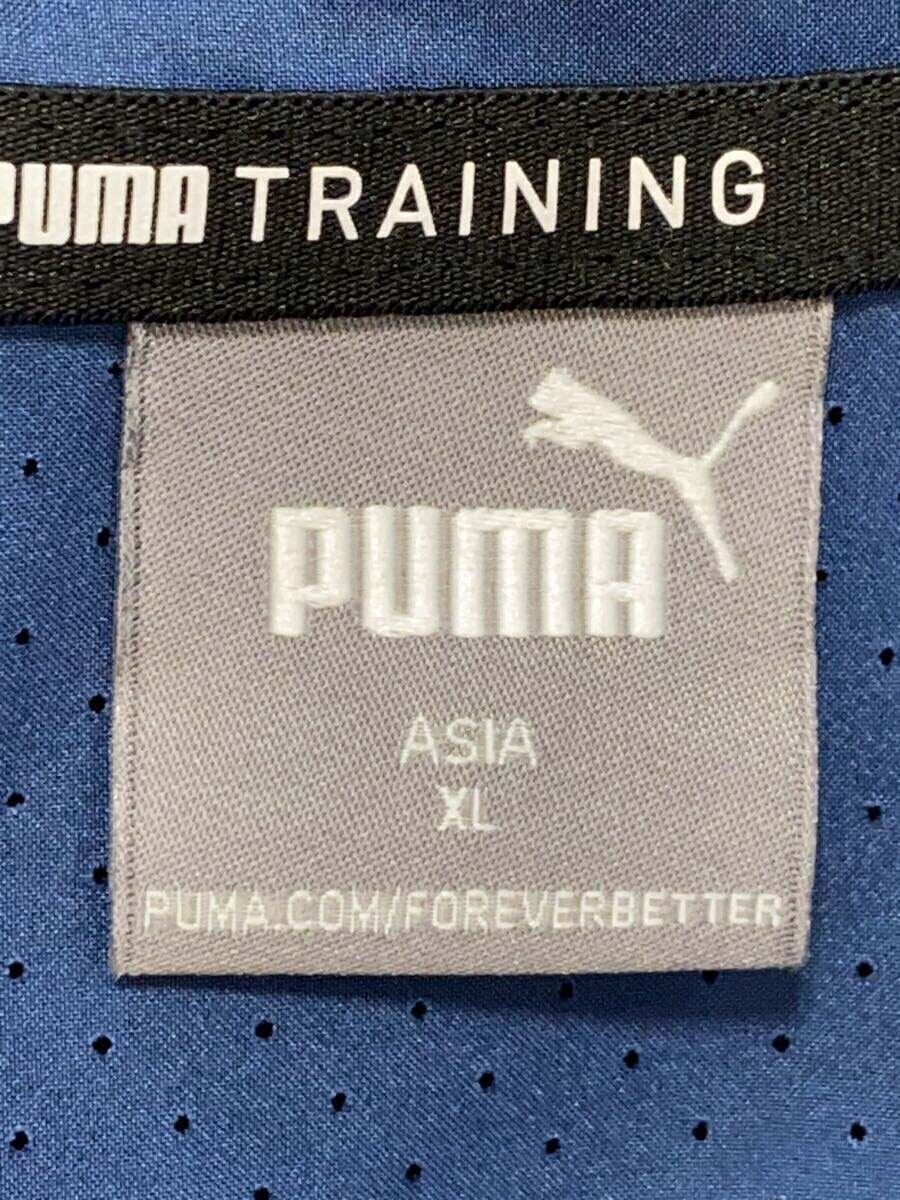 PUMA TRAINING
PUMA
ASIA
XL
PUMA.COM/FOREVERBETTER